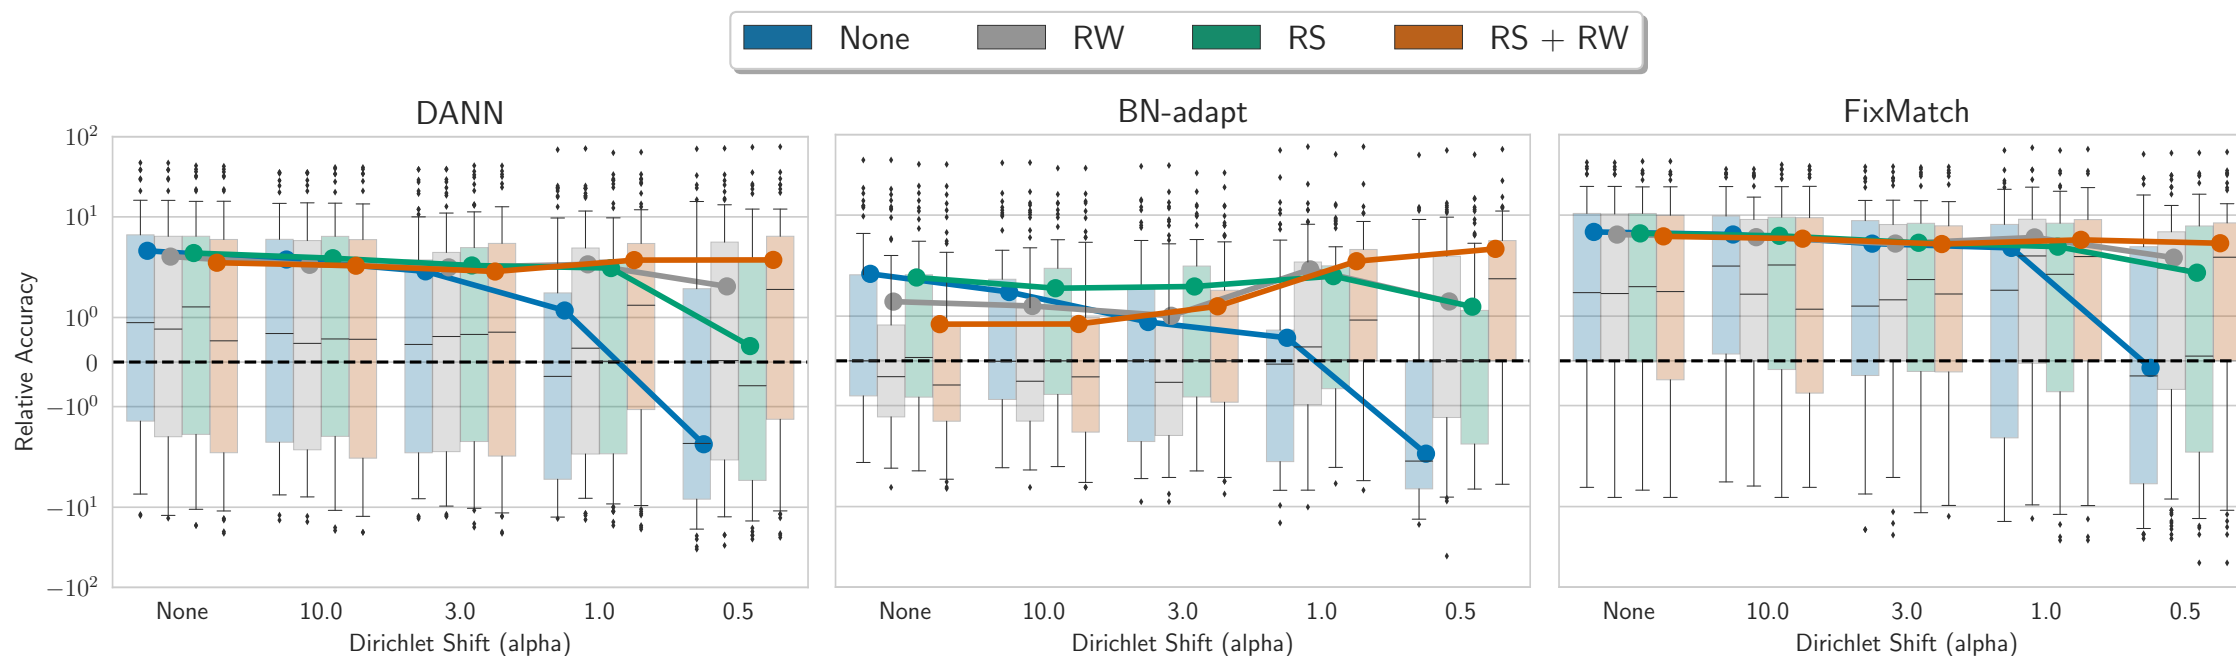 None RW RS RS + RW
DANN BN-adapt FixMatch
Relative Accuracy
10²
10¹
10⁰
0
−10⁰
−10¹
−10²
None 10.0 3.0 1.0 0.5 None 10.0 3.0 1.0 0.5 None 10.0 3.0 1.0 0.5
Dirichlet Shift (alpha) Dirichlet Shift (alpha) Dirichlet Shift (alpha)